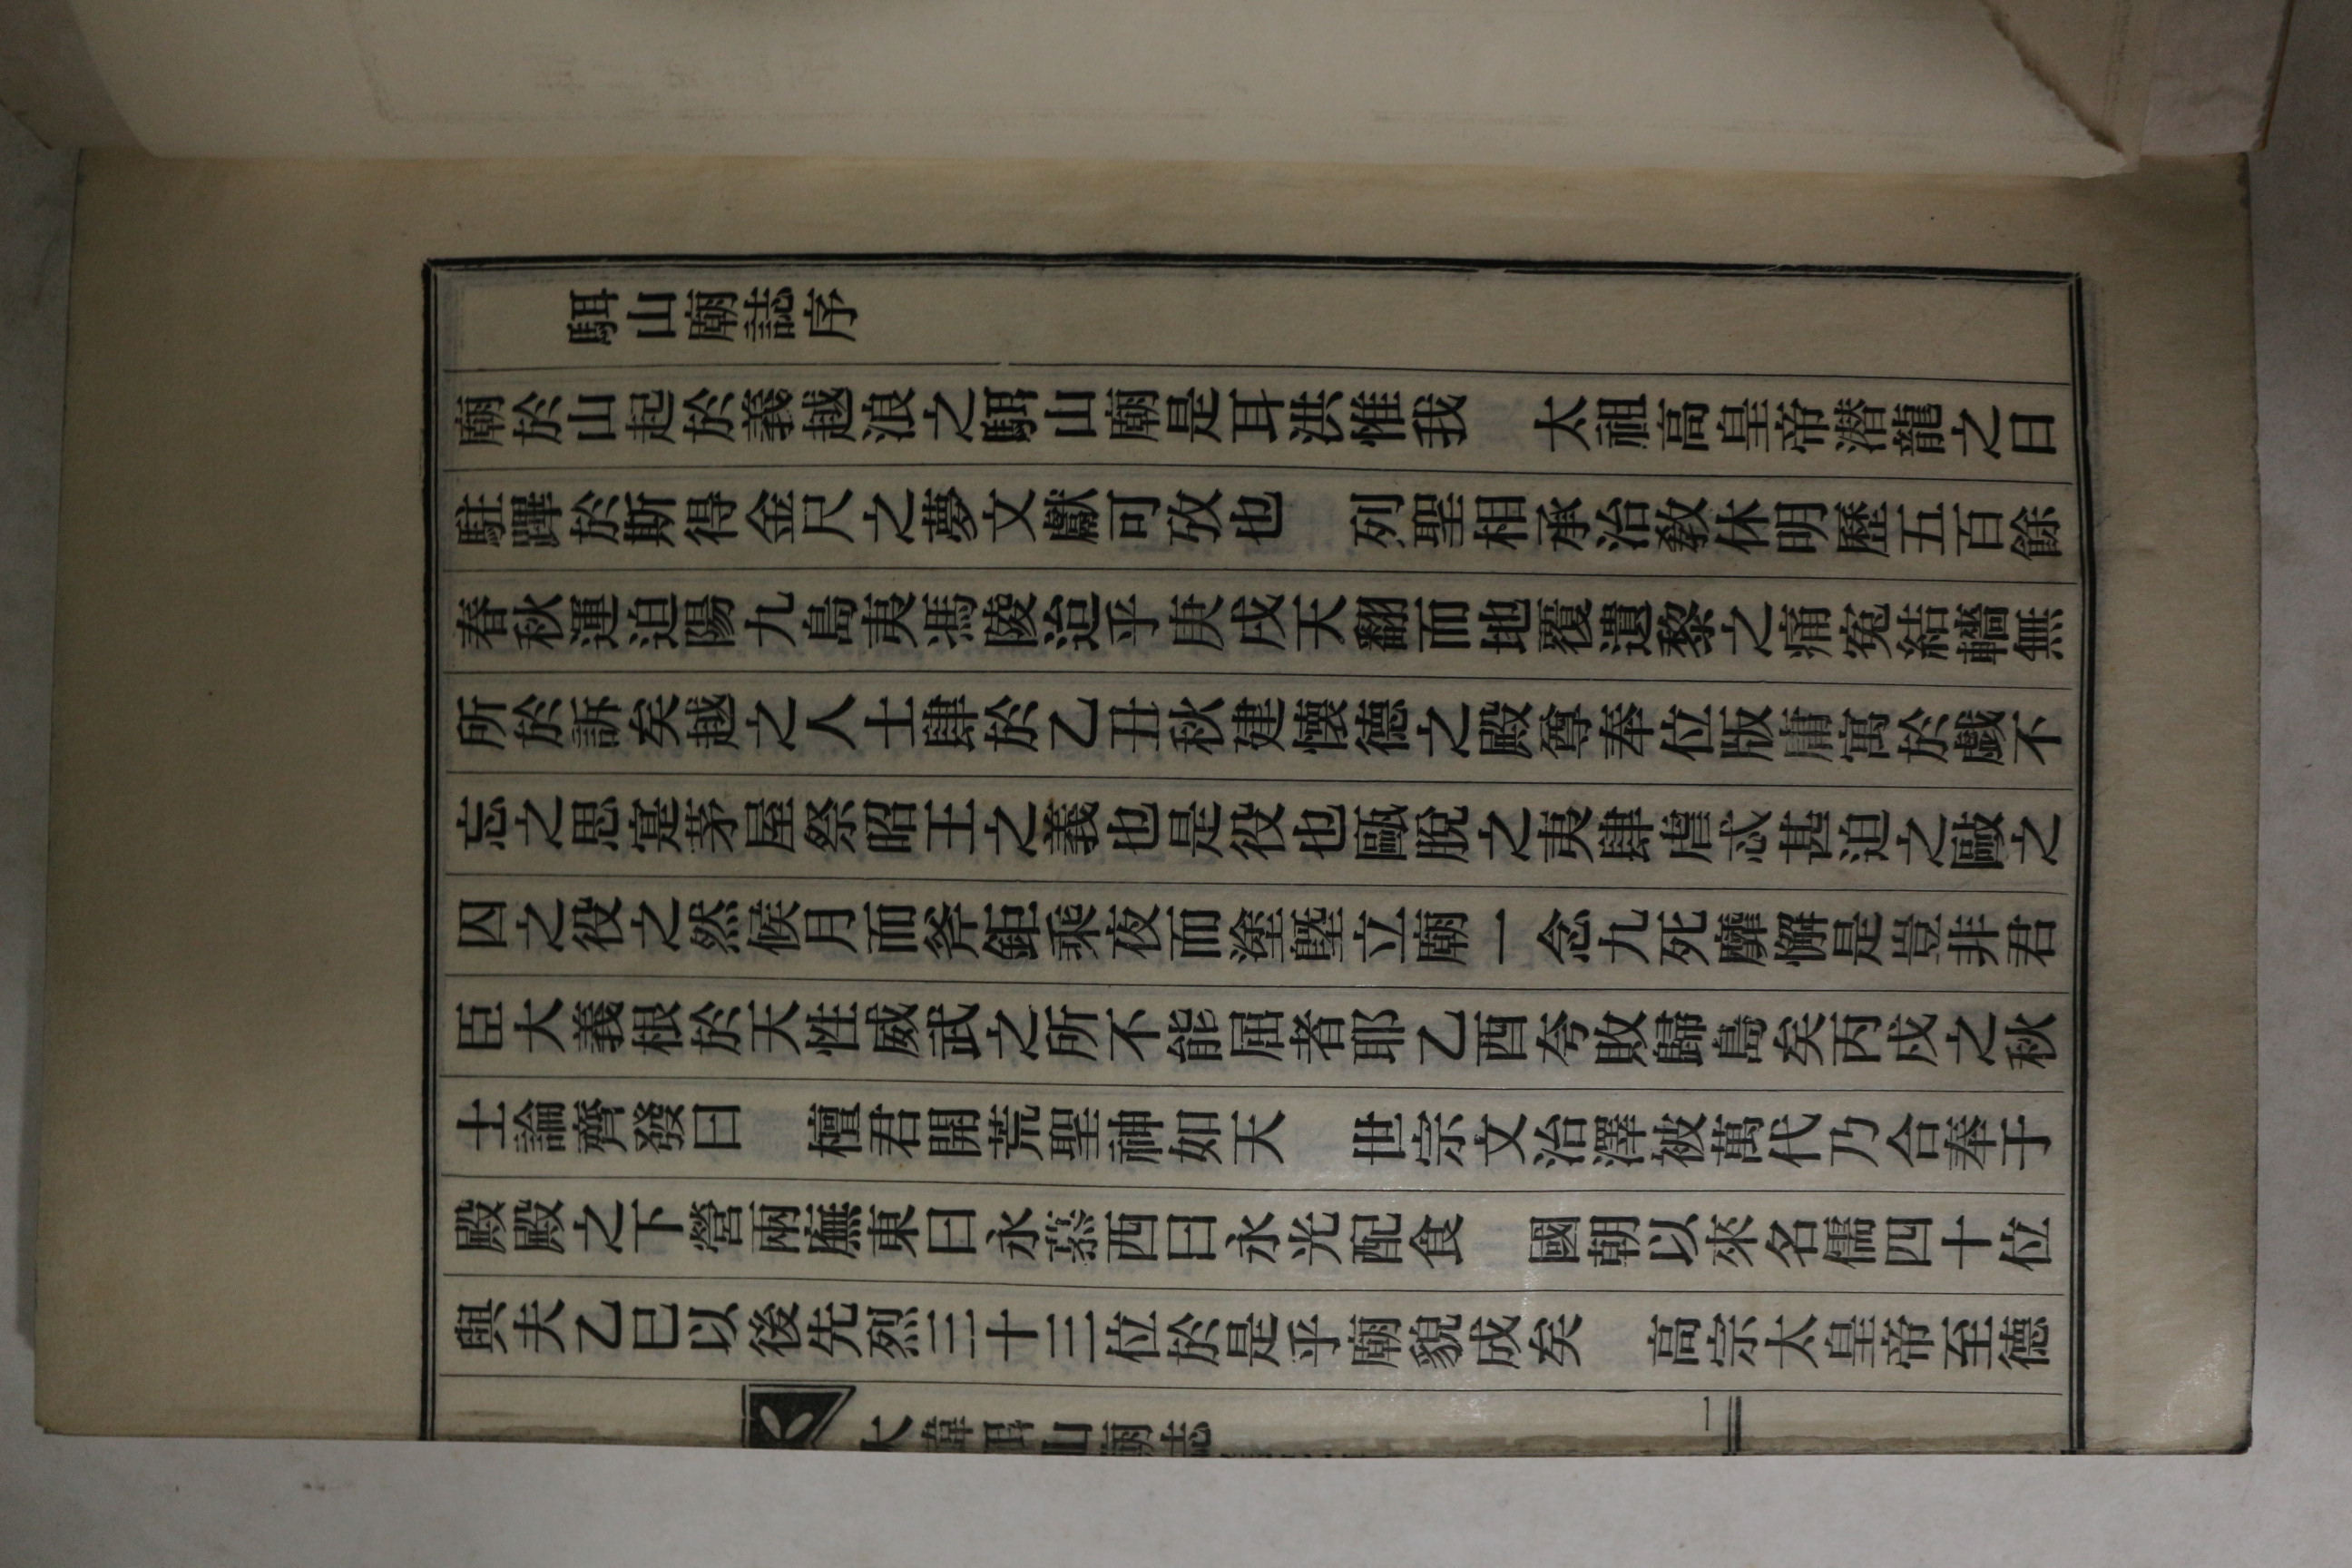 駬山廟誌序
廟於山起於義越浪之駬山廟是耳洪惟我　太祖高皇帝潛龍之日
駐蹕於斯得金尺之夢文獻可攷也　列聖相承治敎休明歷五百餘
春秋運迫陽九島夷馮陵迨乎庚戌天翻而地覆遺黎之痛寃結轖無
所於訴矣越之人士肆於乙丑秋建懷德之殿尊奉位版庸寓於戱不
忘之思寔茅屋祭昭王之義也是役也甌脫之夷肆虐忒甚迫之敺之
囚之役之然候月而斧鉅乘夜而塗墍立廟一念九死靡懈是豈非君
臣大義根於天性威武之所不能屈者耶乙酉夸敗歸島矣丙戌之秋
士論齊發曰　檀君開荒聖神如天　世宗文治澤被萬代乃合奉于
殿殿之下營兩廡東曰永慕西曰永光配食　國朝以來名儒四十位
與夫乙巳以後先烈三十三位於是乎廟貌成矣　高宗太皇帝至德
大韓駬山廟誌　一